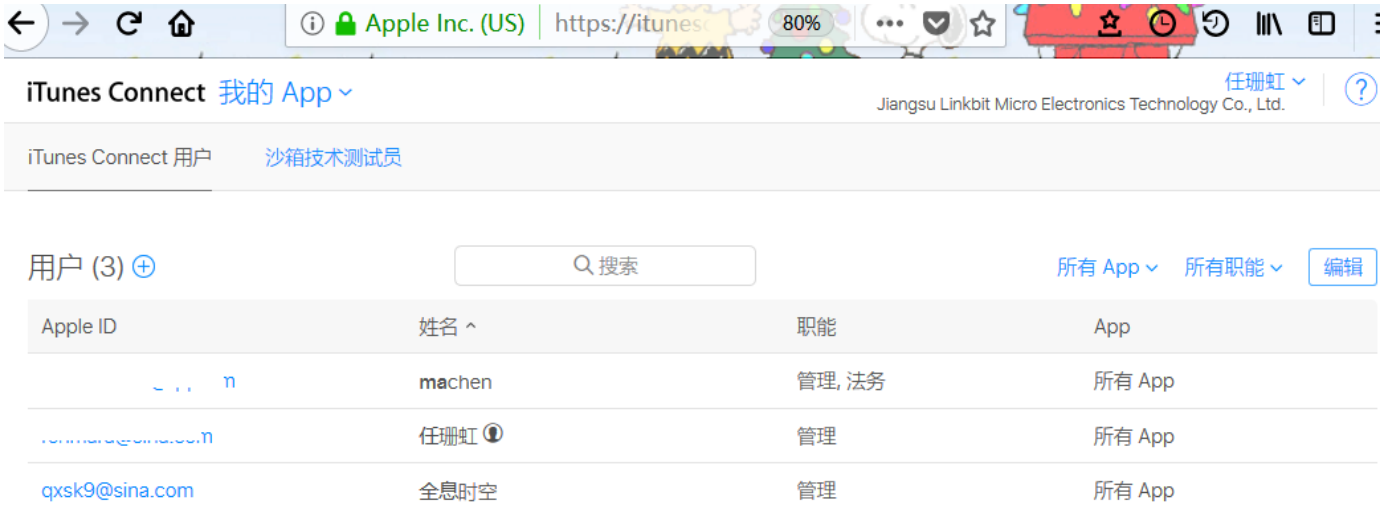 Apple Inc. (US) https://itunes 80%
iTunes Connect 我的 App
任珊虹
Jiangsu Linkbit Micro Electronics Technology Co., Ltd.
iTunes Connect 用户 沙箱技术测试员
用户 (3) 搜索 所有 App 所有职能 编辑
Apple ID 姓名 职能 App
machen 管理, 法务 所有 App
任珊虹 管理 所有 App
qxsk9@sina.com 全息时空 管理 所有 App